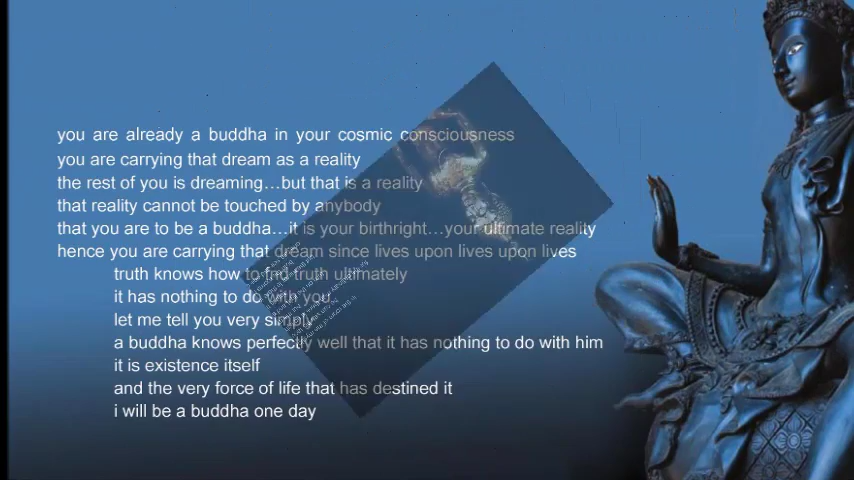 you are already a buddha in your cosmic consciousness
you are carrying that dream as a reality
the rest of you is dreaming...but that is a reality
that reality cannot be touched by anybody
that you are to be a buddha...it is your birthright...your ultimate reality
hence you are carrying that dream since lives upon lives upon lives
truth knows how to find truth ultimately
it has nothing to do with you..
let me tell you very simply
a buddha knows perfectly well that it has nothing to do with him
it is existence itself
and the very force of life that has destined it
i will be a buddha one day